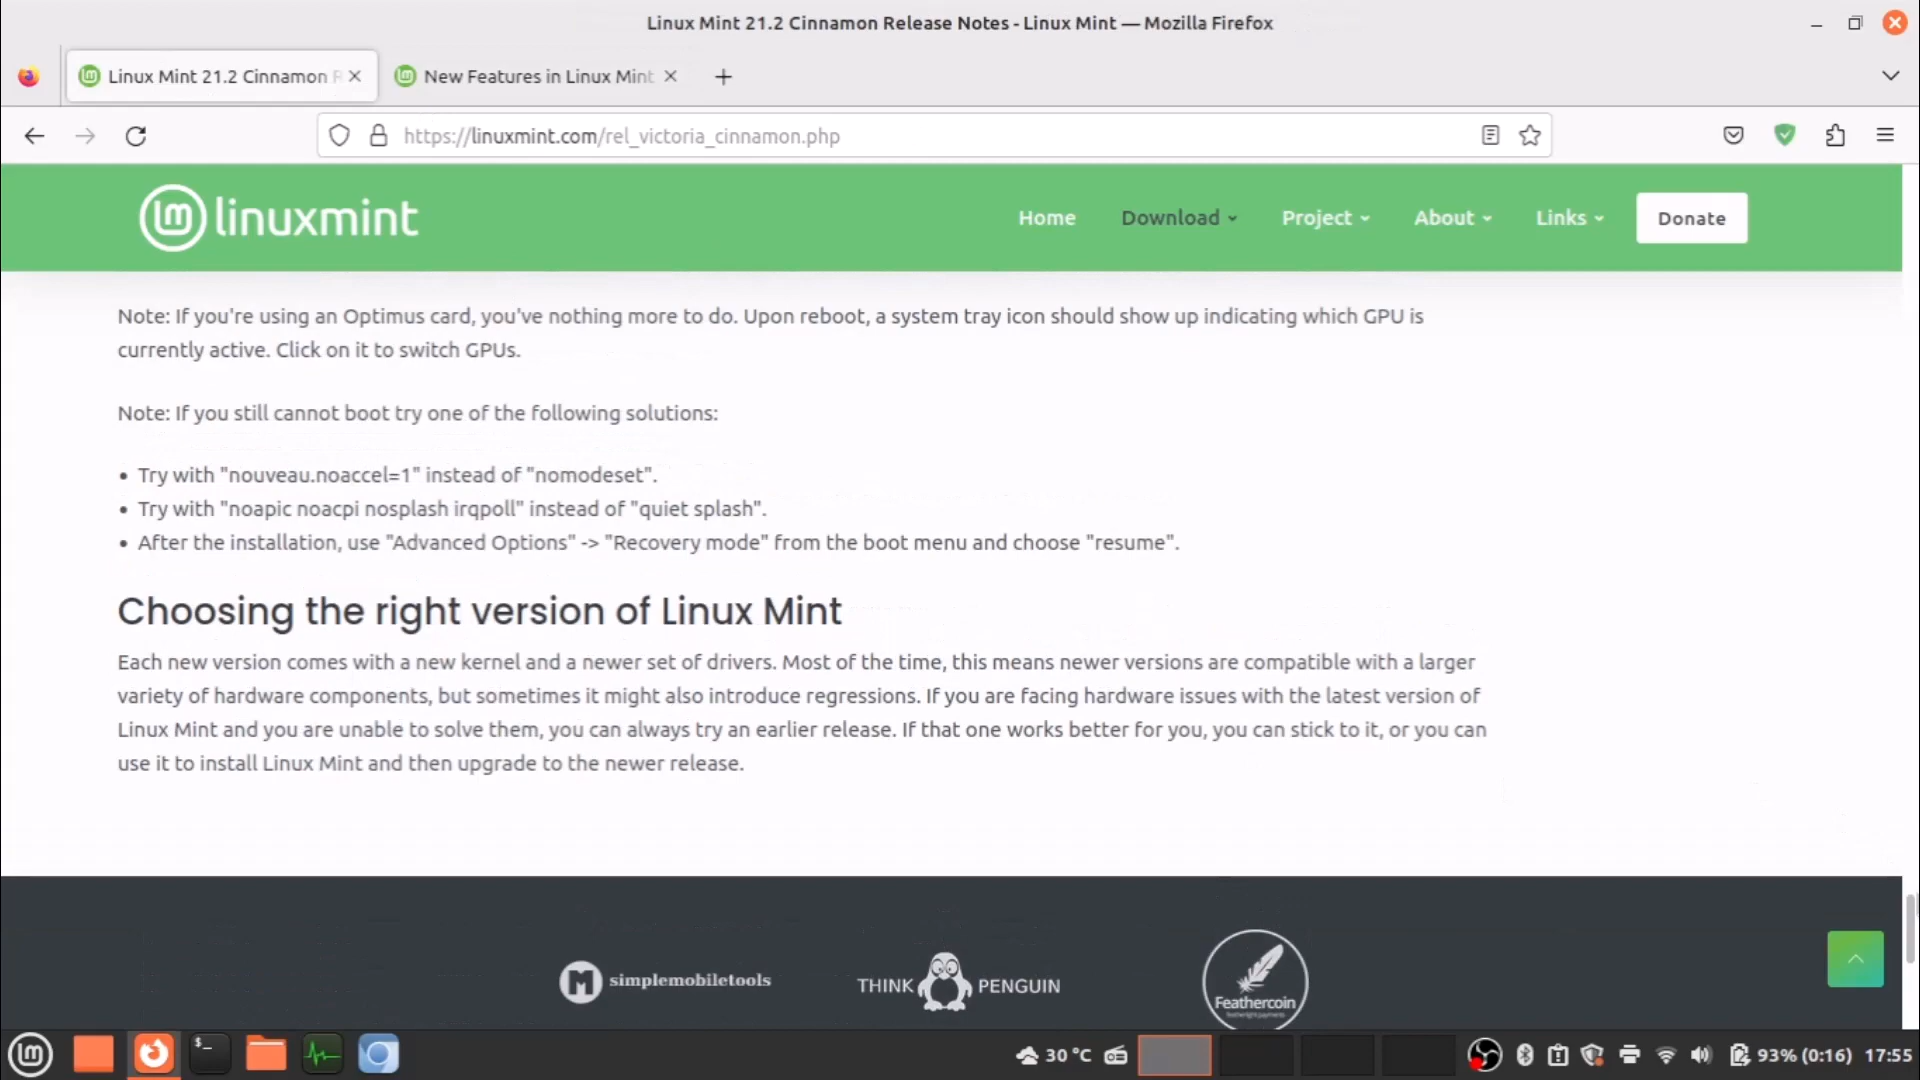 Linux Mint 21.2 Cinnamon Release Notes - Linux Mint — Mozilla Firefox
Linux Mint 21.2 Cinnamon R
New Features in Linux Mint
https://linuxmint.com/rel_victoria_cinnamon.php
linuxmint
Home
Download
Project
About
Links
Donate
Note: If you're using an Optimus card, you've nothing more to do. Upon reboot, a system tray icon should show up indicating which GPU is
currently active. Click on it to switch GPUs.
Note: If you still cannot boot try one of the following solutions:
• Try with "nouveau.noaccel=1" instead of "nomodeset".
• Try with "noapic noacpi nosplash irqpoll" instead of "quiet splash".
• After the installation, use "Advanced Options" -> "Recovery mode" from the boot menu and choose "resume".
Choosing the right version of Linux Mint
Each new version comes with a new kernel and a newer set of drivers. Most of the time, this means newer versions are compatible with a larger
variety of hardware components, but sometimes it might also introduce regressions. If you are facing hardware issues with the latest version of
Linux Mint and you are unable to solve them, you can always try an earlier release. If that one works better for you, you can stick to it, or you can
use it to install Linux Mint and then upgrade to the newer release.
simplemobiletools
THINK PENGUIN
Feathercoin
30 °C
93% (0:16)
17:55